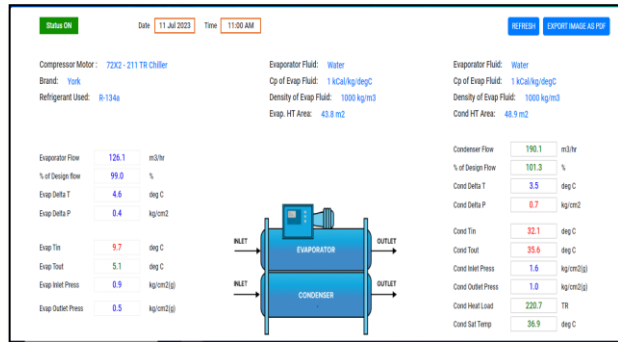 Status ON Date 11 Jul 2023 Time 11:00 AM REFRESH EXPORT IMAGE AS PDF
Compressor Motor : 72X2 - 211 TR Chiller
Brand: York
Refrigerant Used: R-134a
Evaporator Fluid: Water
Cp of Evap Fluid: 1 kCal/kg/degC
Density of Evap Fluid: 1000 kg/m3
Evap. HT Area: 43.8 m2
Evaporator Fluid: Water
Cp of Evap Fluid: 1 kCal/kg/degC
Density of Evap Fluid: 1000 kg/m3
Cond HT Area: 48.9 m2
Evaporator Flow 126.1 m3/hr
% of Design flow 99.0 %
Evap Delta T 4.6 deg C
Evap Delta P 0.4 kg/cm2
Evap Tin 9.7 deg C
Evap Tout 5.1 deg C
Evap Inlet Press 0.9 kg/cm2(g)
Evap Outlet Press 0.5 kg/cm2(g)
INLET EVAPORATOR OUTLET
INLET CONDENSER OUTLET
Condenser Flow 190.1 m3/hr
% of Design Flow 101.3 %
Cond Delta T 3.5 deg C
Cond Delta P 0.7 kg/cm2
Cond Tin 32.1 deg C
Cond Tout 35.6 deg C
Cond Inlet Press 1.6 kg/cm2(g)
Cond Outlet Press 1.0 kg/cm2(g)
Cond Heat Load 220.7 TR
Cond Sat Temp 36.9 deg C